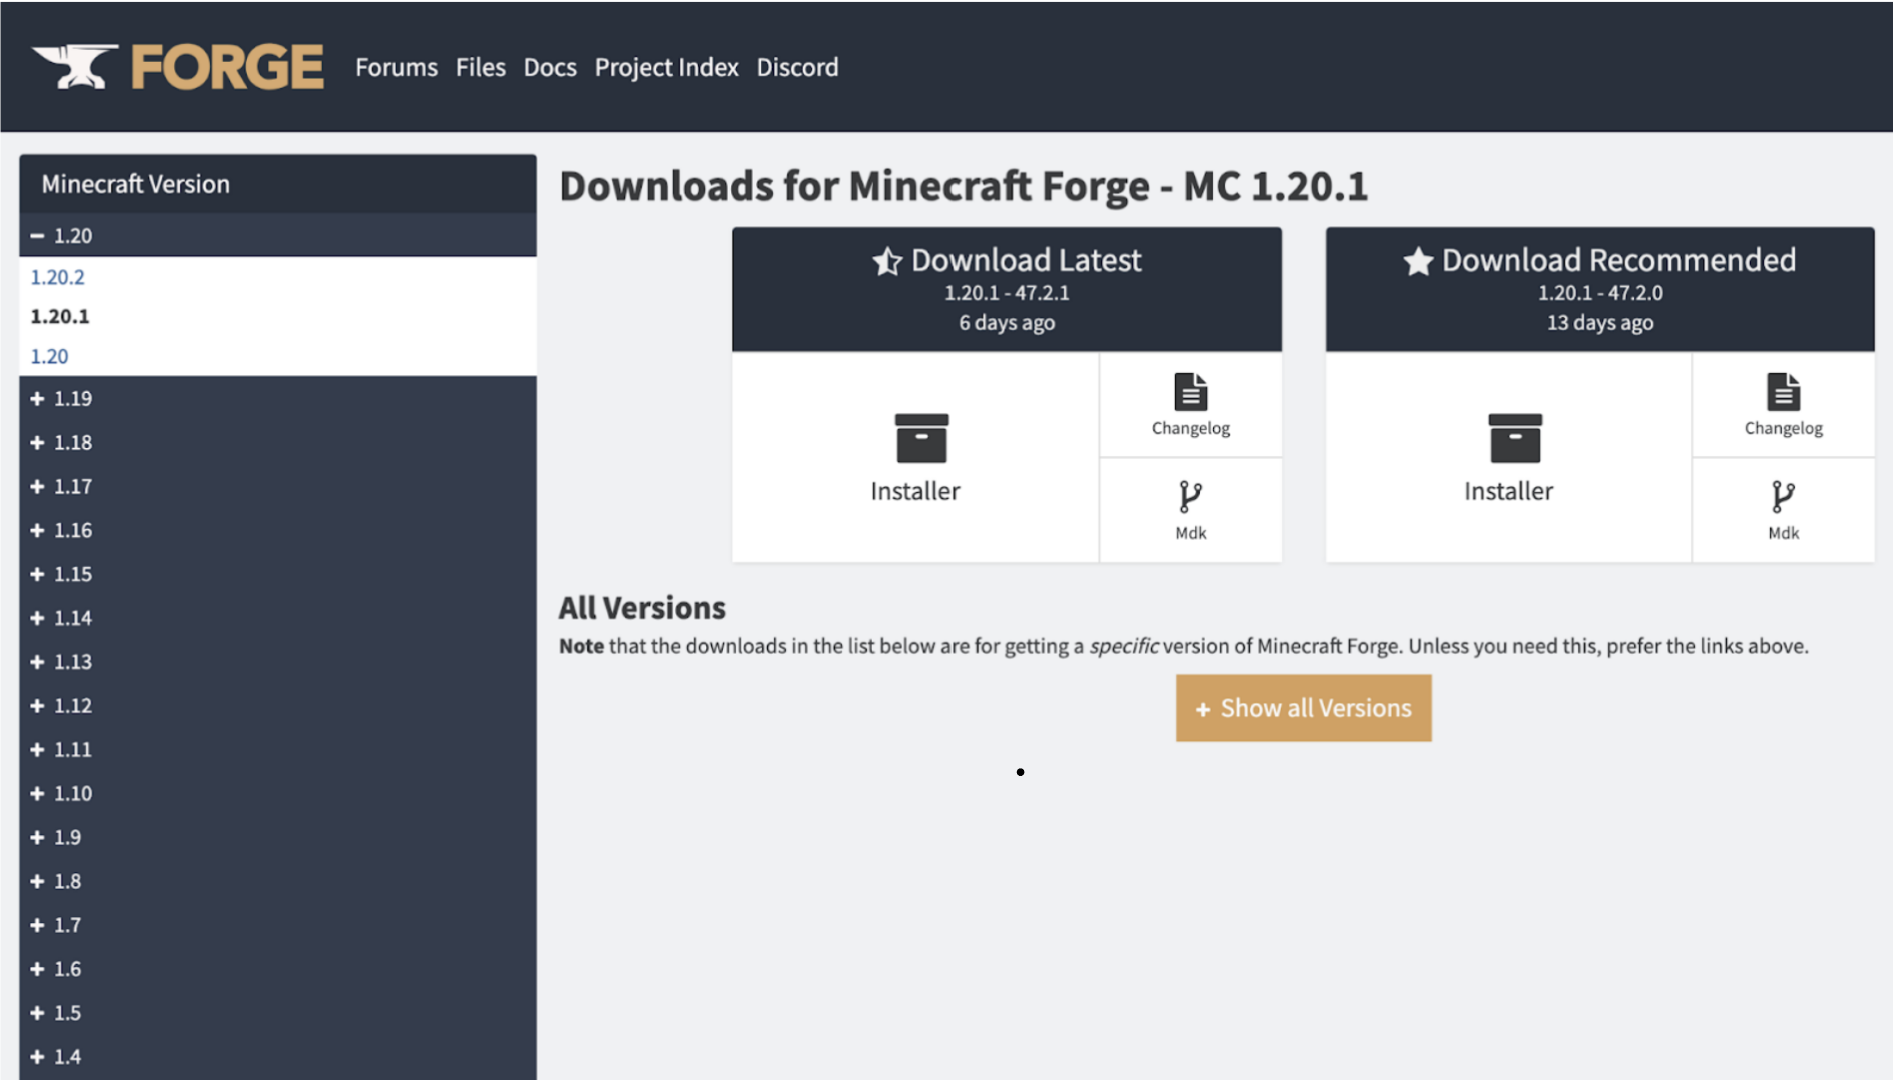 FORGE Forums Files Docs Project Index Discord
Minecraft Version
1.20
1.20.2
1.20.1
1.20
1.19
1.18
1.17
1.16
1.15
1.14
1.13
1.12
1.11
1.10
1.9
1.8
1.7
1.6
1.5
1.4
Downloads for Minecraft Forge - MC 1.20.1
Download Latest
1.20.1 - 47.2.1
6 days ago
Installer
Changelog
Mdk
Download Recommended
1.20.1 - 47.2.0
13 days ago
Installer
Changelog
Mdk
All Versions
Note that the downloads in the list below are for getting a specific version of Minecraft Forge. Unless you need this, prefer the links above.
+ Show all Versions